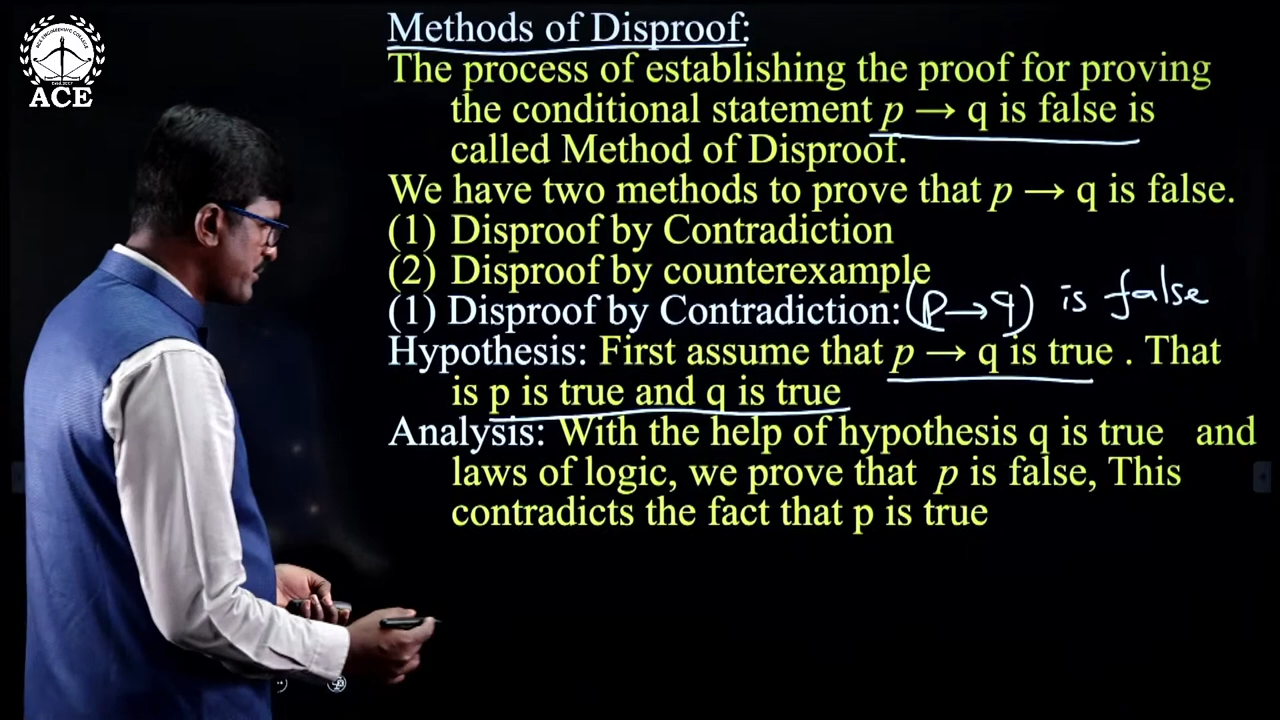 ACE ENGINEERING COLLEGE
ACE
Methods of Disproof:
The process of establishing the proof for proving
the conditional statement p → q is false is
called Method of Disproof.
We have two methods to prove that p → q is false.
(1) Disproof by Contradiction
(2) Disproof by counterexample
(1) Disproof by Contradiction: (p→q) is false
Hypothesis: First assume that p → q is true . That
is p is true and q is true
Analysis: With the help of hypothesis q is true and
laws of logic, we prove that p is false, This
contradicts the fact that p is true